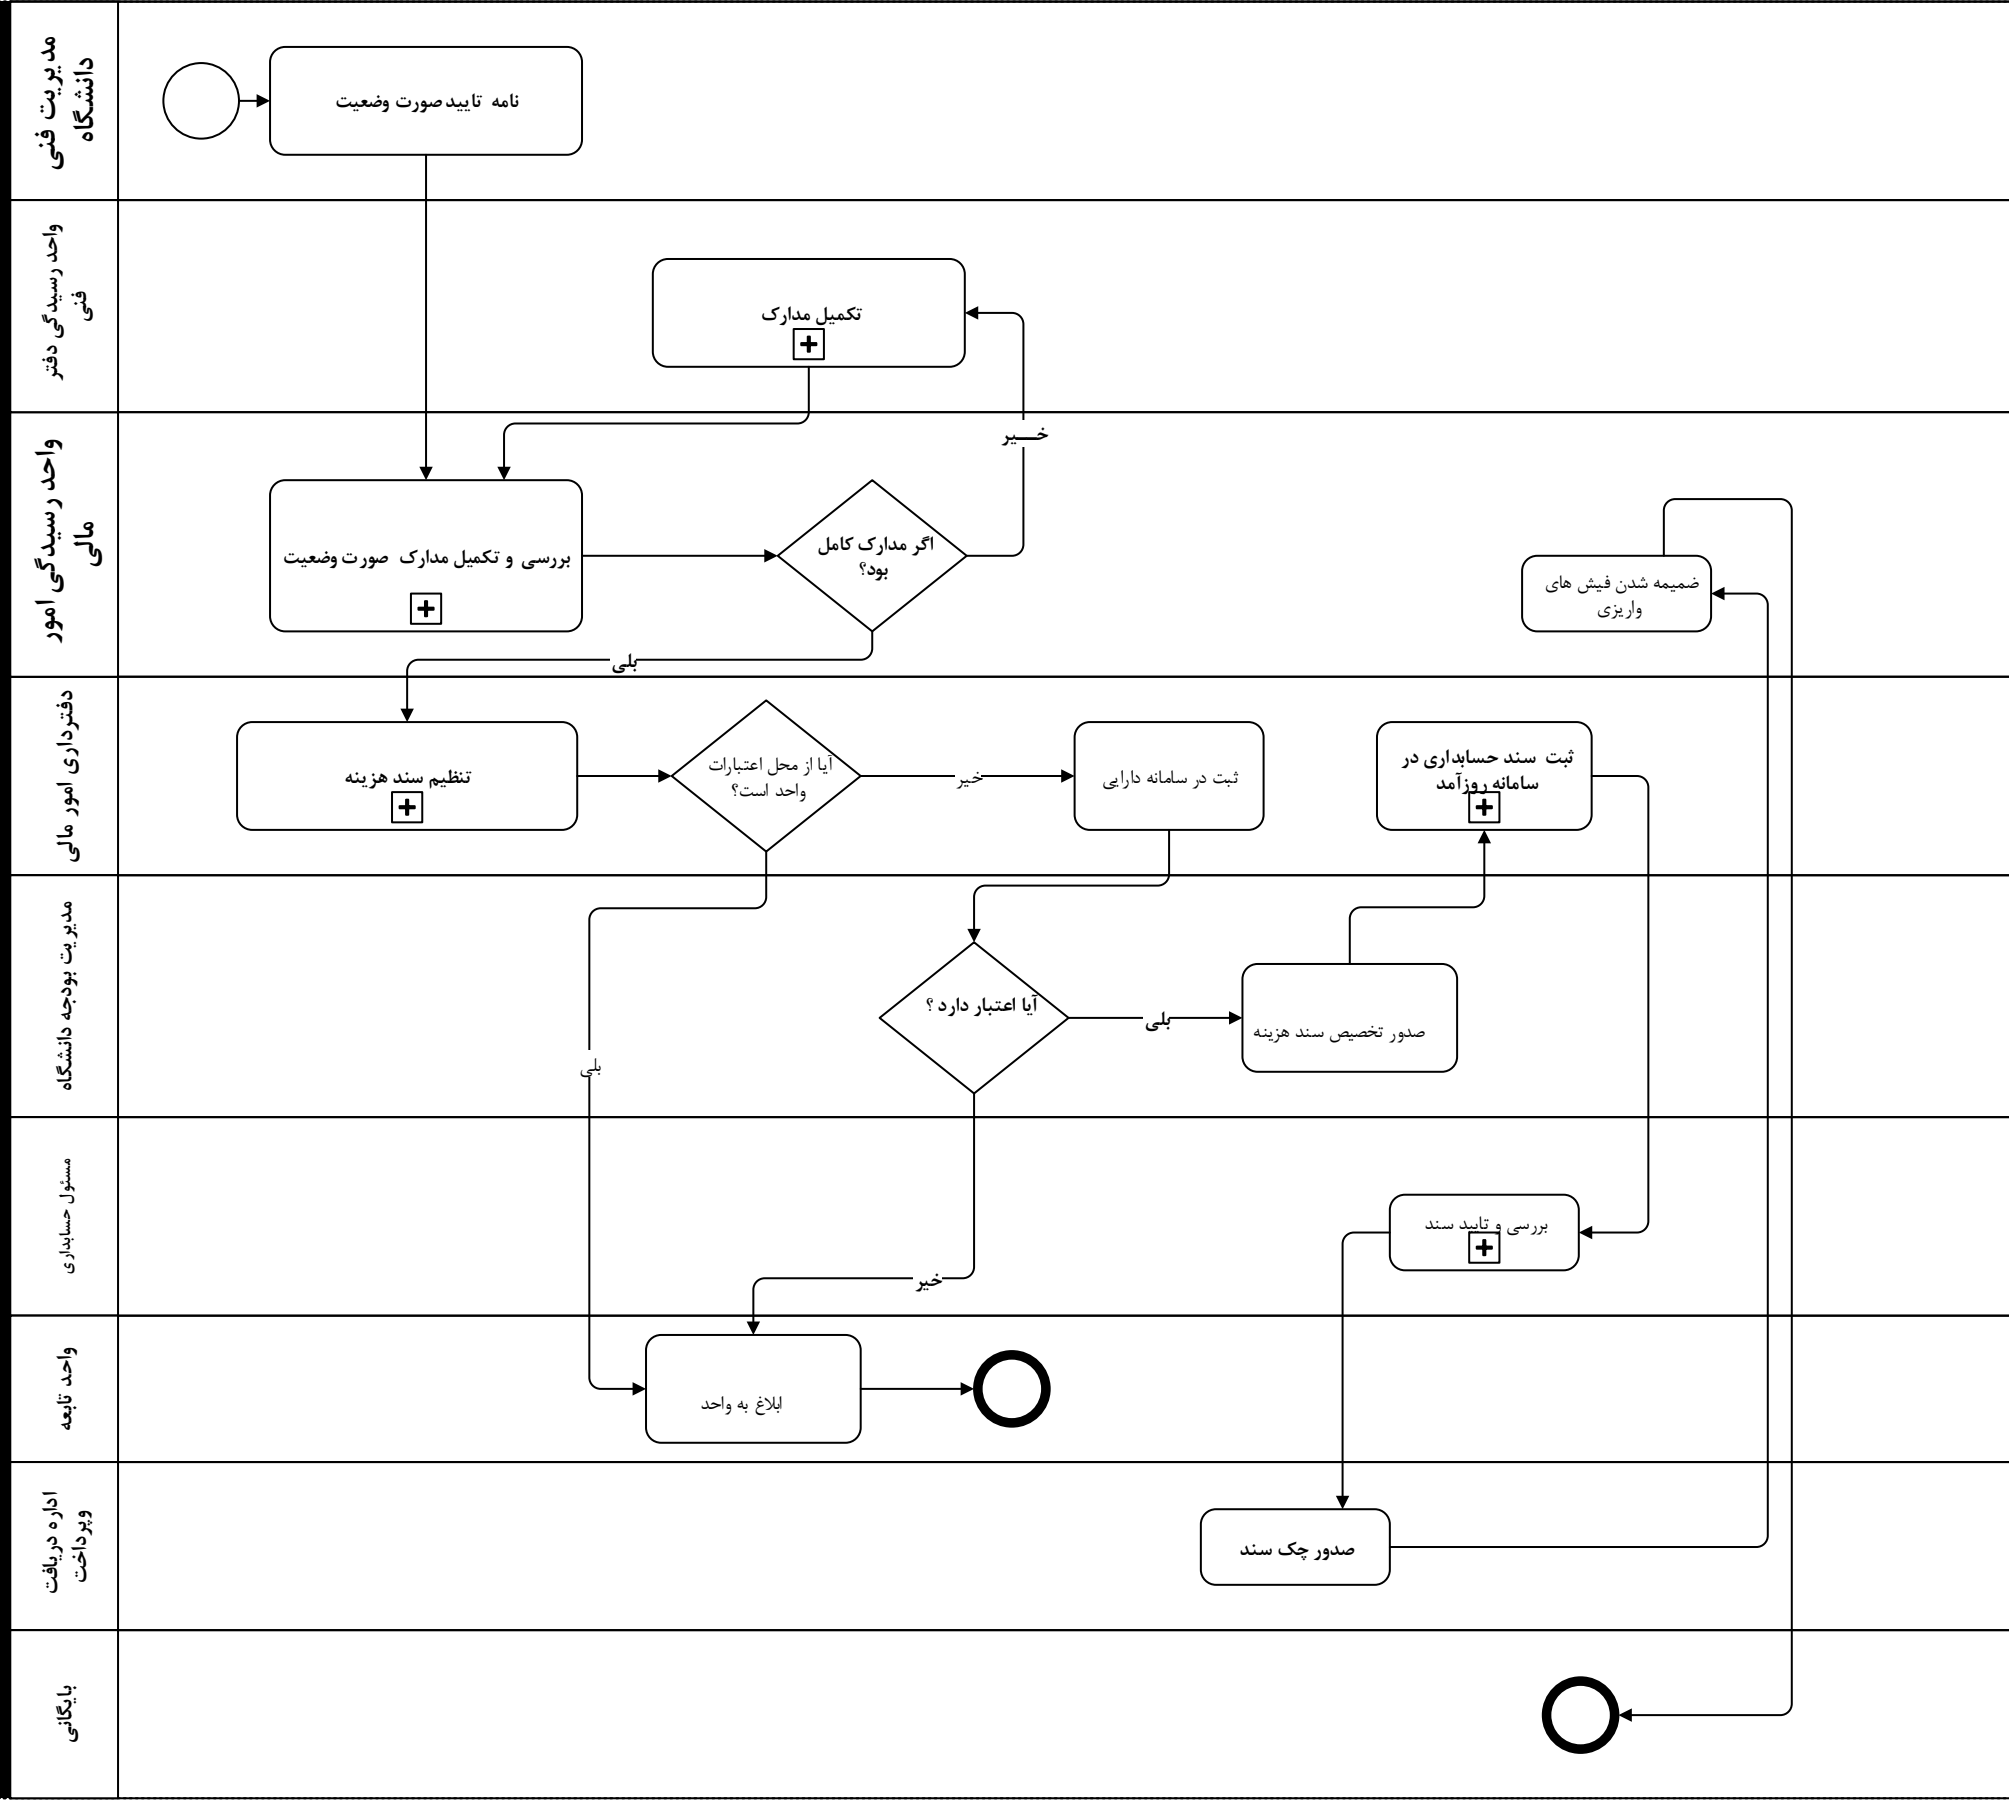 مدیریت فنی
دانشگاه
نامه تایید صورت وضعیت
واحد رسیدگی دفتر
فنی
تکمیل مدارک
خیر
واحد رسیدگی امور
مالی
بررسی و تکمیل مدارک صورت وضعیت
اگر مدارک کامل
بود؟
ضمیمه شدن فیش های
واریزی
بلی
دفترداری امور مالی
تنظیم سند هزینه
آیا از محل اعتبارات
واحد است؟
خیر
ثبت در سامانه دارایی
ثبت سند حسابداری در
سامانه روزآمد
مدیریت بودجه دانشگاه
آیا اعتبار دارد ؟
بلی
صدور تخصیص سند هزینه
بلی
مسئول حسابداری
بررسی و تایید سند
خیر
واحد تابعه
ابلاغ به واحد
اداره دریافت
وپرداخت
صدور چک سند
بایگانی